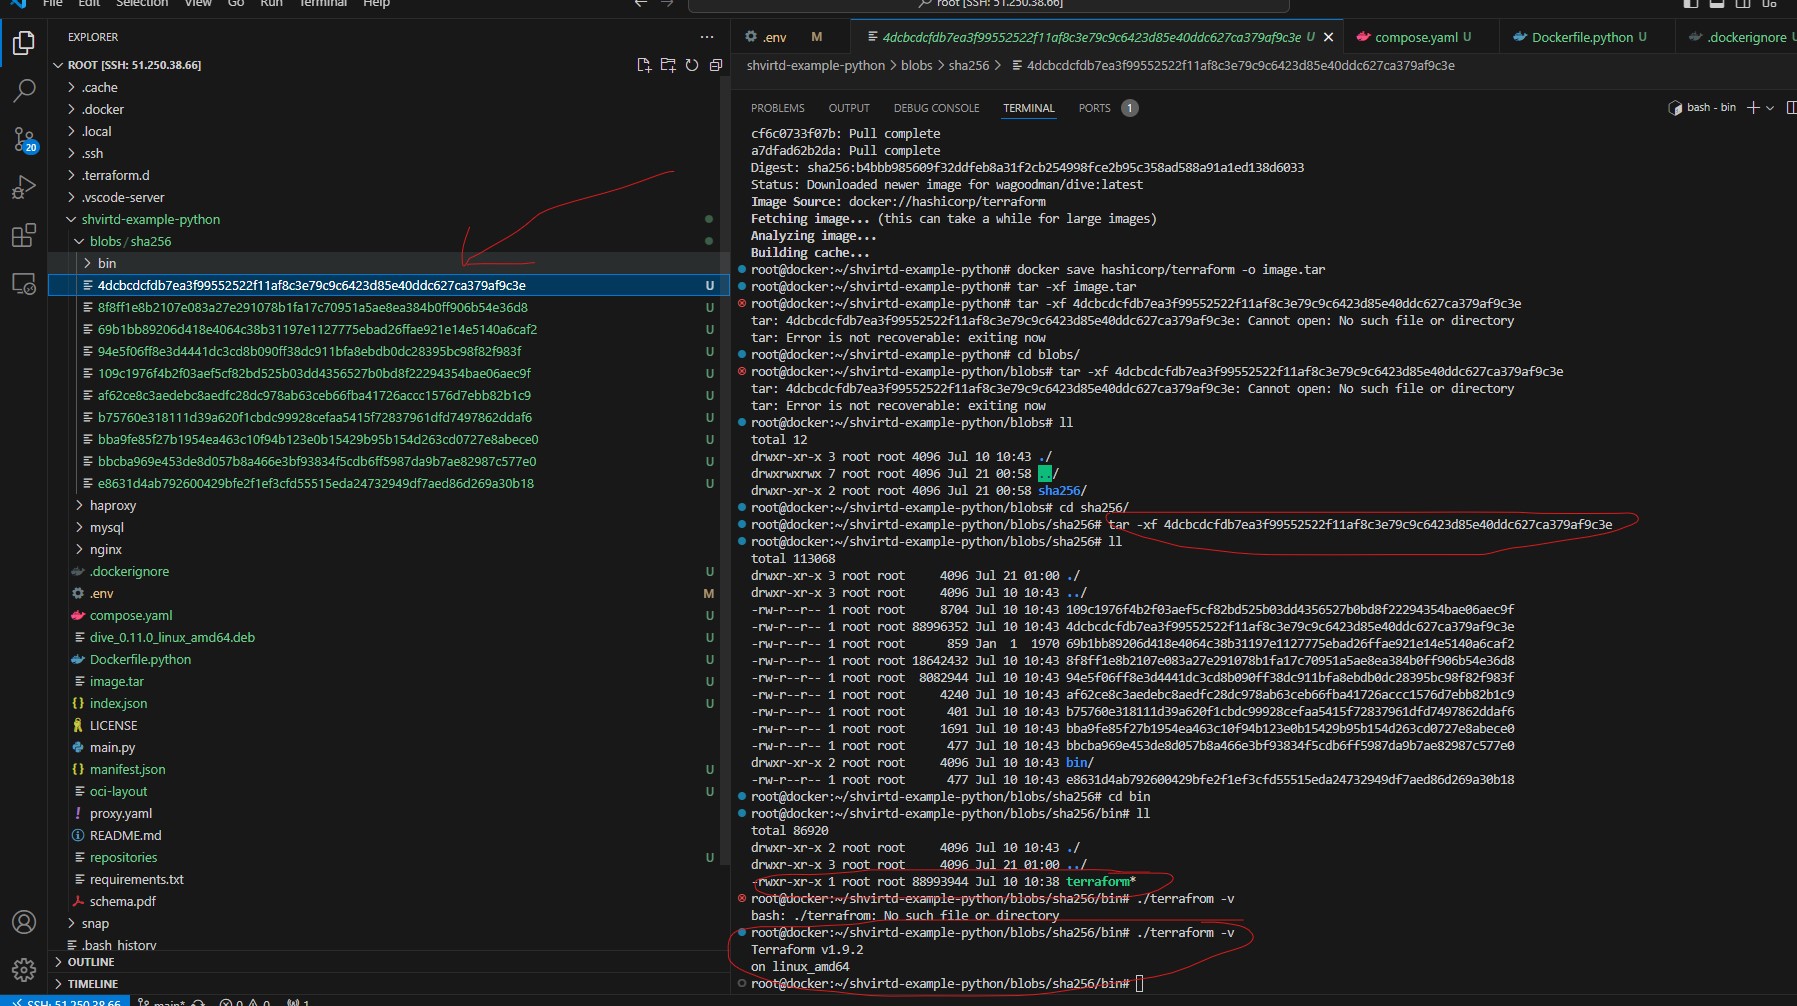 File Edit Selection View Go Run Terminal Help
root [SSH: 51.250.38.66]
EXPLORER
ROOT [SSH: 51.250.38.66]
.cache
.docker
.local
.ssh
.terraform.d
.vscode-server
shvirtd-example-python
blobs / sha256
bin
4dcbcdcfdb7ea3f99552522f11af8c3e79c9c6423d85e40ddc627ca379af9c3e U
8f8ff1e8b2107e083a27e291078b1fa17c70951a5ae8ea384b0ff906b54e36d8 U
69b1bb89206d418e4064c38b31197e1127775ebad26ffae921e14e5140a6caf2 U
94e5f06ff8e3d4441dc3cd8b090ff38dc911bfa8ebdb0dc28395bc98f82f983f U
109c1976f4b2f03aef5cf82bd525b03dd4356527b0bd8f22294354bae06aec9f U
af62ce8c3aedebc8aedfc28dc978ab63ceb66fba41726accc1576d7ebb82b1c9 U
b75760e318111d39a620f1cbdc99928cefaa5415f72837961dfd7497862ddaf6 U
bba9fe85f27b1954ea463c10f94b123e0b15429b95b154d263cd0727e8abece0 U
bbcba969e453de8d057b8a466e3bf93834f5cdb6ff5987da9b7ae82987c577e0 U
e8631d4ab792600429bfe2f1ef3cfd55515eda24732949df7aed86d269a30b18 U
haproxy
mysql
nginx
.dockerignore U
.env M
compose.yaml U
dive_0.11.0_linux_amd64.deb U
Dockerfile.python U
image.tar U
index.json U
LICENSE
main.py
manifest.json U
oci-layout U
proxy.yaml
README.md
repositories U
requirements.txt
schema.pdf
snap
.bash_history
OUTLINE
TIMELINE
20
SSH: 51.250.38.66 main* 0 0 1
.env M
4dcbcdcfdb7ea3f99552522f11af8c3e79c9c6423d85e40ddc627ca379af9c3e U
compose.yaml U
Dockerfile.python U
.dockerignore U
shvirtd-example-python > blobs > sha256 > 4dcbcdcfdb7ea3f99552522f11af8c3e79c9c6423d85e40ddc627ca379af9c3e
PROBLEMS OUTPUT DEBUG CONSOLE TERMINAL PORTS 1
bash - bin
cf6c0733f07b: Pull complete
a7dfad62b2da: Pull complete
Digest: sha256:b4bbb985609f32ddfeb8a31f2cb254998fce2b95c358ad588a91a1ed138d6033
Status: Downloaded newer image for wagoodman/dive:latest
Image Source: docker://hashicorp/terraform
Fetching image... (this can take a while for large images)
Analyzing image...
Building cache...
root@docker:~/shvirtd-example-python# docker save hashicorp/terraform -o image.tar
root@docker:~/shvirtd-example-python# tar -xf image.tar
root@docker:~/shvirtd-example-python# tar -xf 4dcbcdcfdb7ea3f99552522f11af8c3e79c9c6423d85e40ddc627ca379af9c3e
tar: 4dcbcdcfdb7ea3f99552522f11af8c3e79c9c6423d85e40ddc627ca379af9c3e: Cannot open: No such file or directory
tar: Error is not recoverable: exiting now
root@docker:~/shvirtd-example-python# cd blobs/
root@docker:~/shvirtd-example-python/blobs# tar -xf 4dcbcdcfdb7ea3f99552522f11af8c3e79c9c6423d85e40ddc627ca379af9c3e
tar: 4dcbcdcfdb7ea3f99552522f11af8c3e79c9c6423d85e40ddc627ca379af9c3e: Cannot open: No such file or directory
tar: Error is not recoverable: exiting now
root@docker:~/shvirtd-example-python/blobs# ll
total 12
drwxr-xr-x 3 root root 4096 Jul 10 10:43 ./
drwxrwxrwx 7 root root 4096 Jul 21 00:58 ../
drwxr-xr-x 2 root root 4096 Jul 21 00:58 sha256/
root@docker:~/shvirtd-example-python/blobs# cd sha256/
root@docker:~/shvirtd-example-python/blobs/sha256# tar -xf 4dcbcdcfdb7ea3f99552522f11af8c3e79c9c6423d85e40ddc627ca379af9c3e
root@docker:~/shvirtd-example-python/blobs/sha256# ll
total 113068
drwxr-xr-x 3 root root 4096 Jul 21 01:00 ./
drwxr-xr-x 3 root root 4096 Jul 10 10:43 ../
-rw-r--r-- 1 root root 8704 Jul 10 10:43 109c1976f4b2f03aef5cf82bd525b03dd4356527b0bd8f22294354bae06aec9f
-rw-r--r-- 1 root root 88996352 Jul 10 10:43 4dcbcdcfdb7ea3f99552522f11af8c3e79c9c6423d85e40ddc627ca379af9c3e
-rw-r--r-- 1 root root 859 Jan 1 1970 69b1bb89206d418e4064c38b31197e1127775ebad26ffae921e14e5140a6caf2
-rw-r--r-- 1 root root 18642432 Jul 10 10:43 8f8ff1e8b2107e083a27e291078b1fa17c70951a5ae8ea384b0ff906b54e36d8
-rw-r--r-- 1 root root 8082944 Jul 10 10:43 94e5f06ff8e3d4441dc3cd8b090ff38dc911bfa8ebdb0dc28395bc98f82f983f
-rw-r--r-- 1 root root 4240 Jul 10 10:43 af62ce8c3aedebc8aedfc28dc978ab63ceb66fba41726accc1576d7ebb82b1c9
-rw-r--r-- 1 root root 401 Jul 10 10:43 b75760e318111d39a620f1cbdc99928cefaa5415f72837961dfd7497862ddaf6
-rw-r--r-- 1 root root 1691 Jul 10 10:43 bba9fe85f27b1954ea463c10f94b123e0b15429b95b154d263cd0727e8abece0
-rw-r--r-- 1 root root 477 Jul 10 10:43 bbcba969e453de8d057b8a466e3bf93834f5cdb6ff5987da9b7ae82987c577e0
drwxr-xr-x 2 root root 4096 Jul 10 10:43 bin/
-rw-r--r-- 1 root root 477 Jul 10 10:43 e8631d4ab792600429bfe2f1ef3cfd55515eda24732949df7aed86d269a30b18
root@docker:~/shvirtd-example-python/blobs/sha256# cd bin
root@docker:~/shvirtd-example-python/blobs/sha256/bin# ll
total 86920
drwxr-xr-x 2 root root 4096 Jul 10 10:43 ./
drwxr-xr-x 3 root root 4096 Jul 21 01:00 ../
-rwxr-xr-x 1 root root 88993944 Jul 10 10:38 terraform*
root@docker:~/shvirtd-example-python/blobs/sha256/bin# ./terrafrom -v
bash: ./terrafrom: No such file or directory
root@docker:~/shvirtd-example-python/blobs/sha256/bin# ./terraform -v
Terraform v1.9.2
on linux_amd64
root@docker:~/shvirtd-example-python/blobs/sha256/bin#